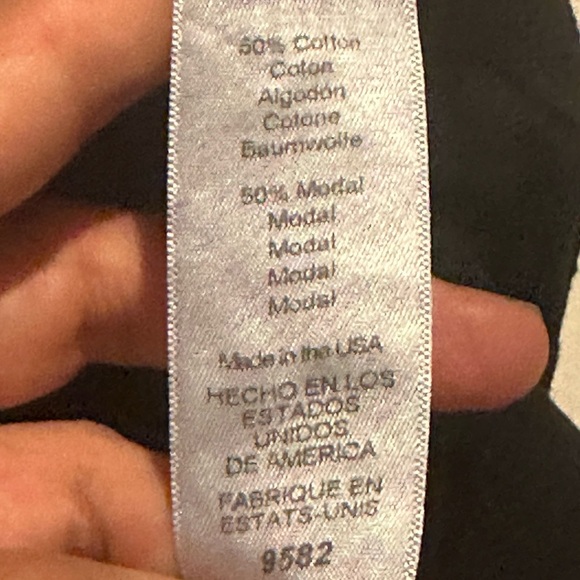 50% Cotton
Coton
Algodón
Cotone
Baumwolle
50% Modal
Modal
Modal
Modal
Modal
Made in the USA
HECHO EN LOS
ESTADOS
UNIDOS
DE AMERICA
FABRIQUE EN
ESTATS-UNIS
9582